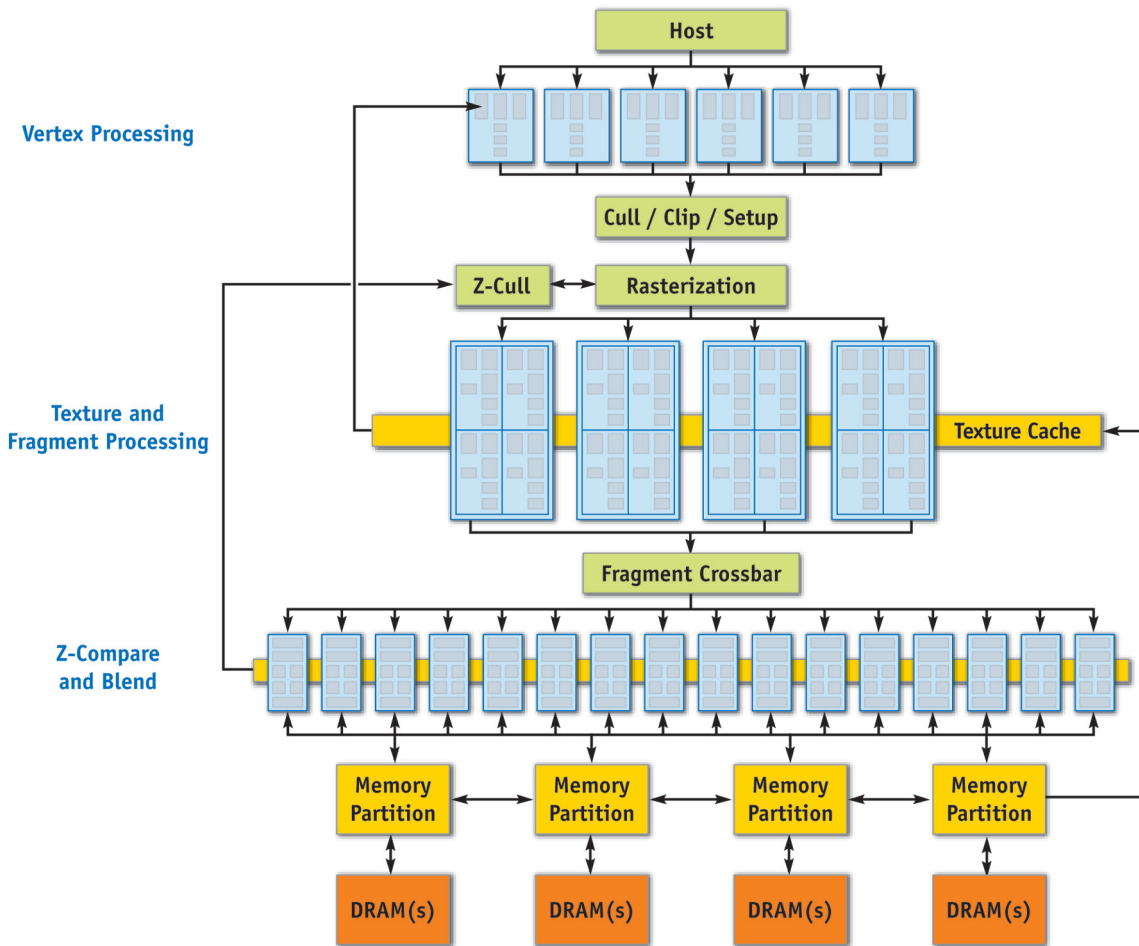 Host
Vertex Processing
Cull / Clip / Setup
Z-Cull
Rasterization
Texture and
Fragment Processing
Texture Cache
Fragment Crossbar
Z-Compare
and Blend
Memory
Partition
Memory
Partition
Memory
Partition
Memory
Partition
DRAM(s)
DRAM(s)
DRAM(s)
DRAM(s)